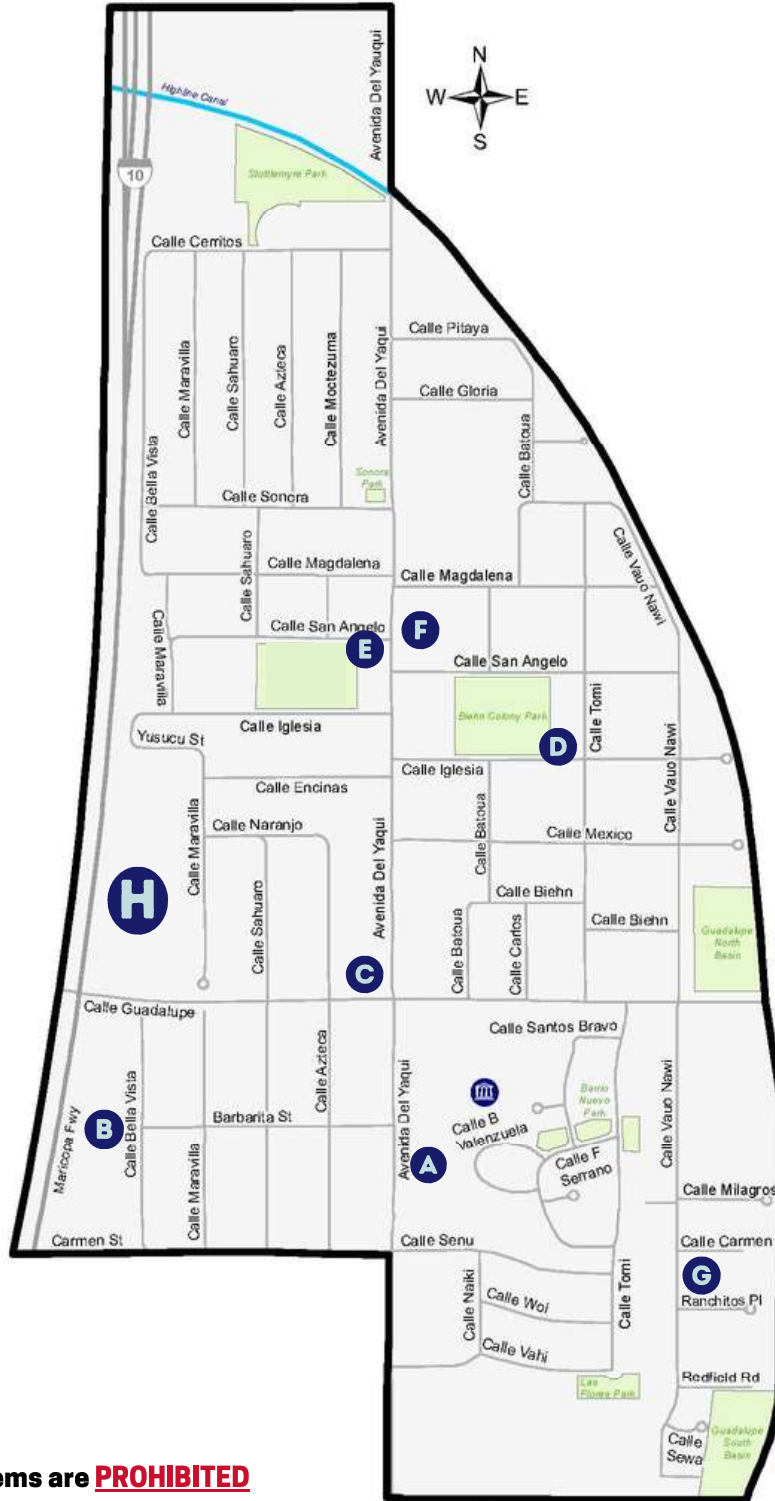 Avenida Del Yauqui
N
W E
S
Highline Canal
10
Stottlemyre Park
Calle Cerritos
Calle Pitaya
Calle Gloria
Calle Maravilla
Calle Sahuaro
Calle Azteca
Calle Moctezuma
Avenida Del Yaqui
Calle Batoua
Calle Bella Vista
Sonora
Park
Calle Sonora
Calle Sahuaro
Calle Magdalena
Calle Magdalena
Calle Vauo Nawi
Calle Maravilla
Calle San Angelo
F
E
Calle San Angelo
Calle Tomi
Biehn Colony Park
Calle Iglesia
Yusucu St
D
Calle Vauo Nawi
Calle Iglesia
Calle Encinas
Calle Maravilla
Calle Naranjo
Avenida Del Yaqui
Calle Batoua
Calle Mexico
H
Calle Sahuaro
Calle Biehn
Calle Batoua
Calle Carlos
Calle Biehn
Guadalupe
North
Basin
C
Calle Guadalupe
Calle Santos Bravo
Calle Azteca
Avenida Del Yaqui
Calle Vauo Nawi
Barrio
Nuevo
Park
Maricopa Fwy
B
Calle Bella Vista
Barbarita St
Calle B
Valenzuela
Calle Maravilla
A
Calle F
Serrano
Calle Milagros
Carmen St
Calle Senu
Calle Carmen
Calle Naiki
Calle Tomi
G
Calle Woi
Ranchitos Pl
Calle Vahi
Redfield Rd
Las
Flores Park
Calle
Sewa
Guadalupe
South
Basin
ems are PROHIBITED